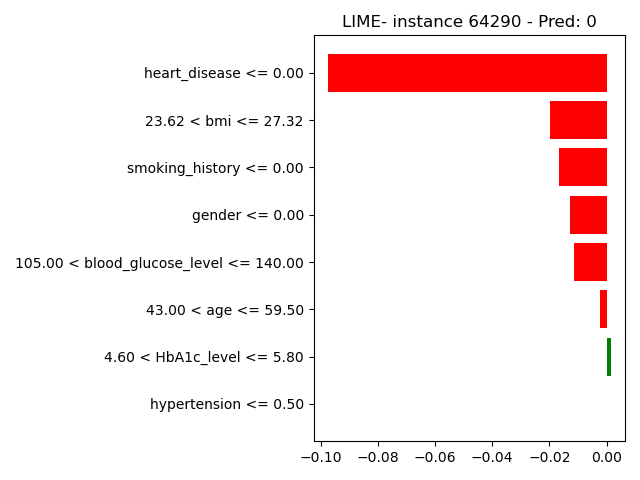 LIME- instance 64290 - Pred: 0
heart_disease <= 0.00
23.62 < bmi <= 27.32
smoking_history <= 0.00
gender <= 0.00
105.00 < blood_glucose_level <= 140.00
43.00 < age <= 59.50
4.60 < HbA1c_level <= 5.80
hypertension <= 0.50
−0.10 −0.08 −0.06 −0.04 −0.02 0.00